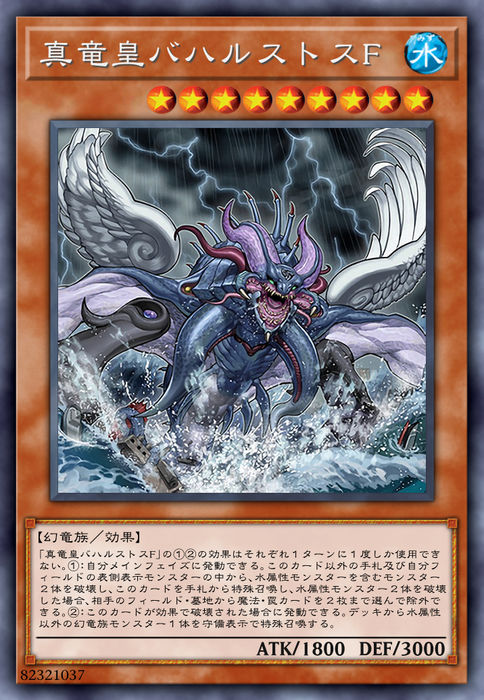 真竜皇バハルストスF
みず
水
【幻竜族／効果】
「真竜皇バハルストスF」の①②の効果はそれぞれ１ターンに１度しか使用でき
ない。①：自分メインフェイズに発動できる。このカード以外の手札及び自分フ
ィールドの表側表示モンスターの中から、水属性モンスターを含むモンスター
２体を破壊し、このカードを手札から特殊召喚し、水属性モンスター２体を破壊
した場合、相手のフィールド・墓地から魔法・罠カードを２枚まで選んで除外で
きる。②：このカードが効果で破壊された場合に発動できる。デッキから水属性
以外の幻竜族モンスター１体を守備表示で特殊召喚する。
ATK/1800 DEF/3000
82321037